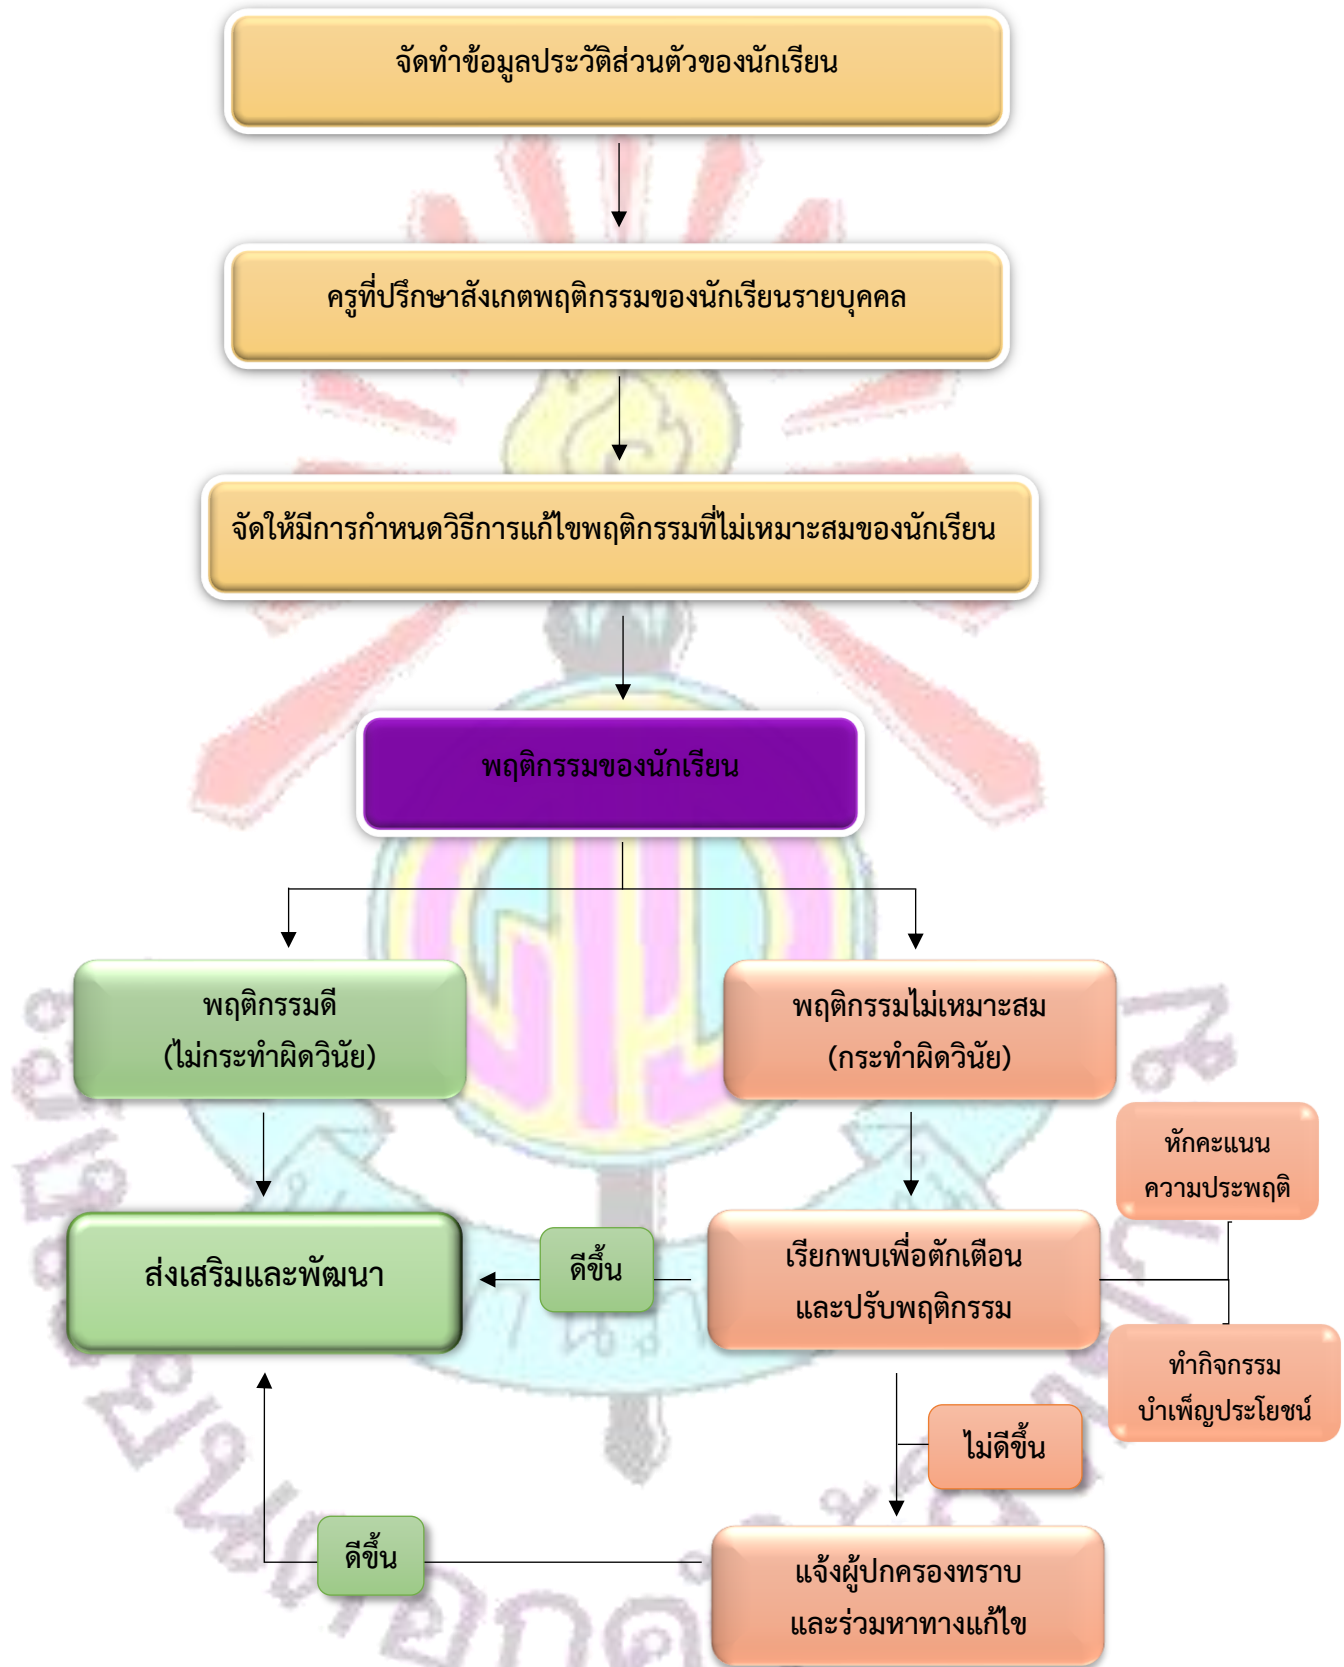 จัดทำข้อมูลประวัติส่วนตัวของนักเรียน
ครูที่ปรึกษาสังเกตพฤติกรรมของนักเรียนรายบุคคล
จัดให้มีการกำหนดวิธีการแก้ไขพฤติกรรมที่ไม่เหมาะสมของนักเรียน
พฤติกรรมของนักเรียน
พฤติกรรมดี
(ไม่กระทำผิดวินัย)
พฤติกรรมไม่เหมาะสม
(กระทำผิดวินัย)
หักคะแนน
ความประพฤติ
ส่งเสริมและพัฒนา
ดีขึ้น
เรียกพบเพื่อตักเตือน
และปรับพฤติกรรม
ทำกิจกรรม
บำเพ็ญประโยชน์
ไม่ดีขึ้น
ดีขึ้น
แจ้งผู้ปกครองทราบ
และร่วมหาทางแก้ไข